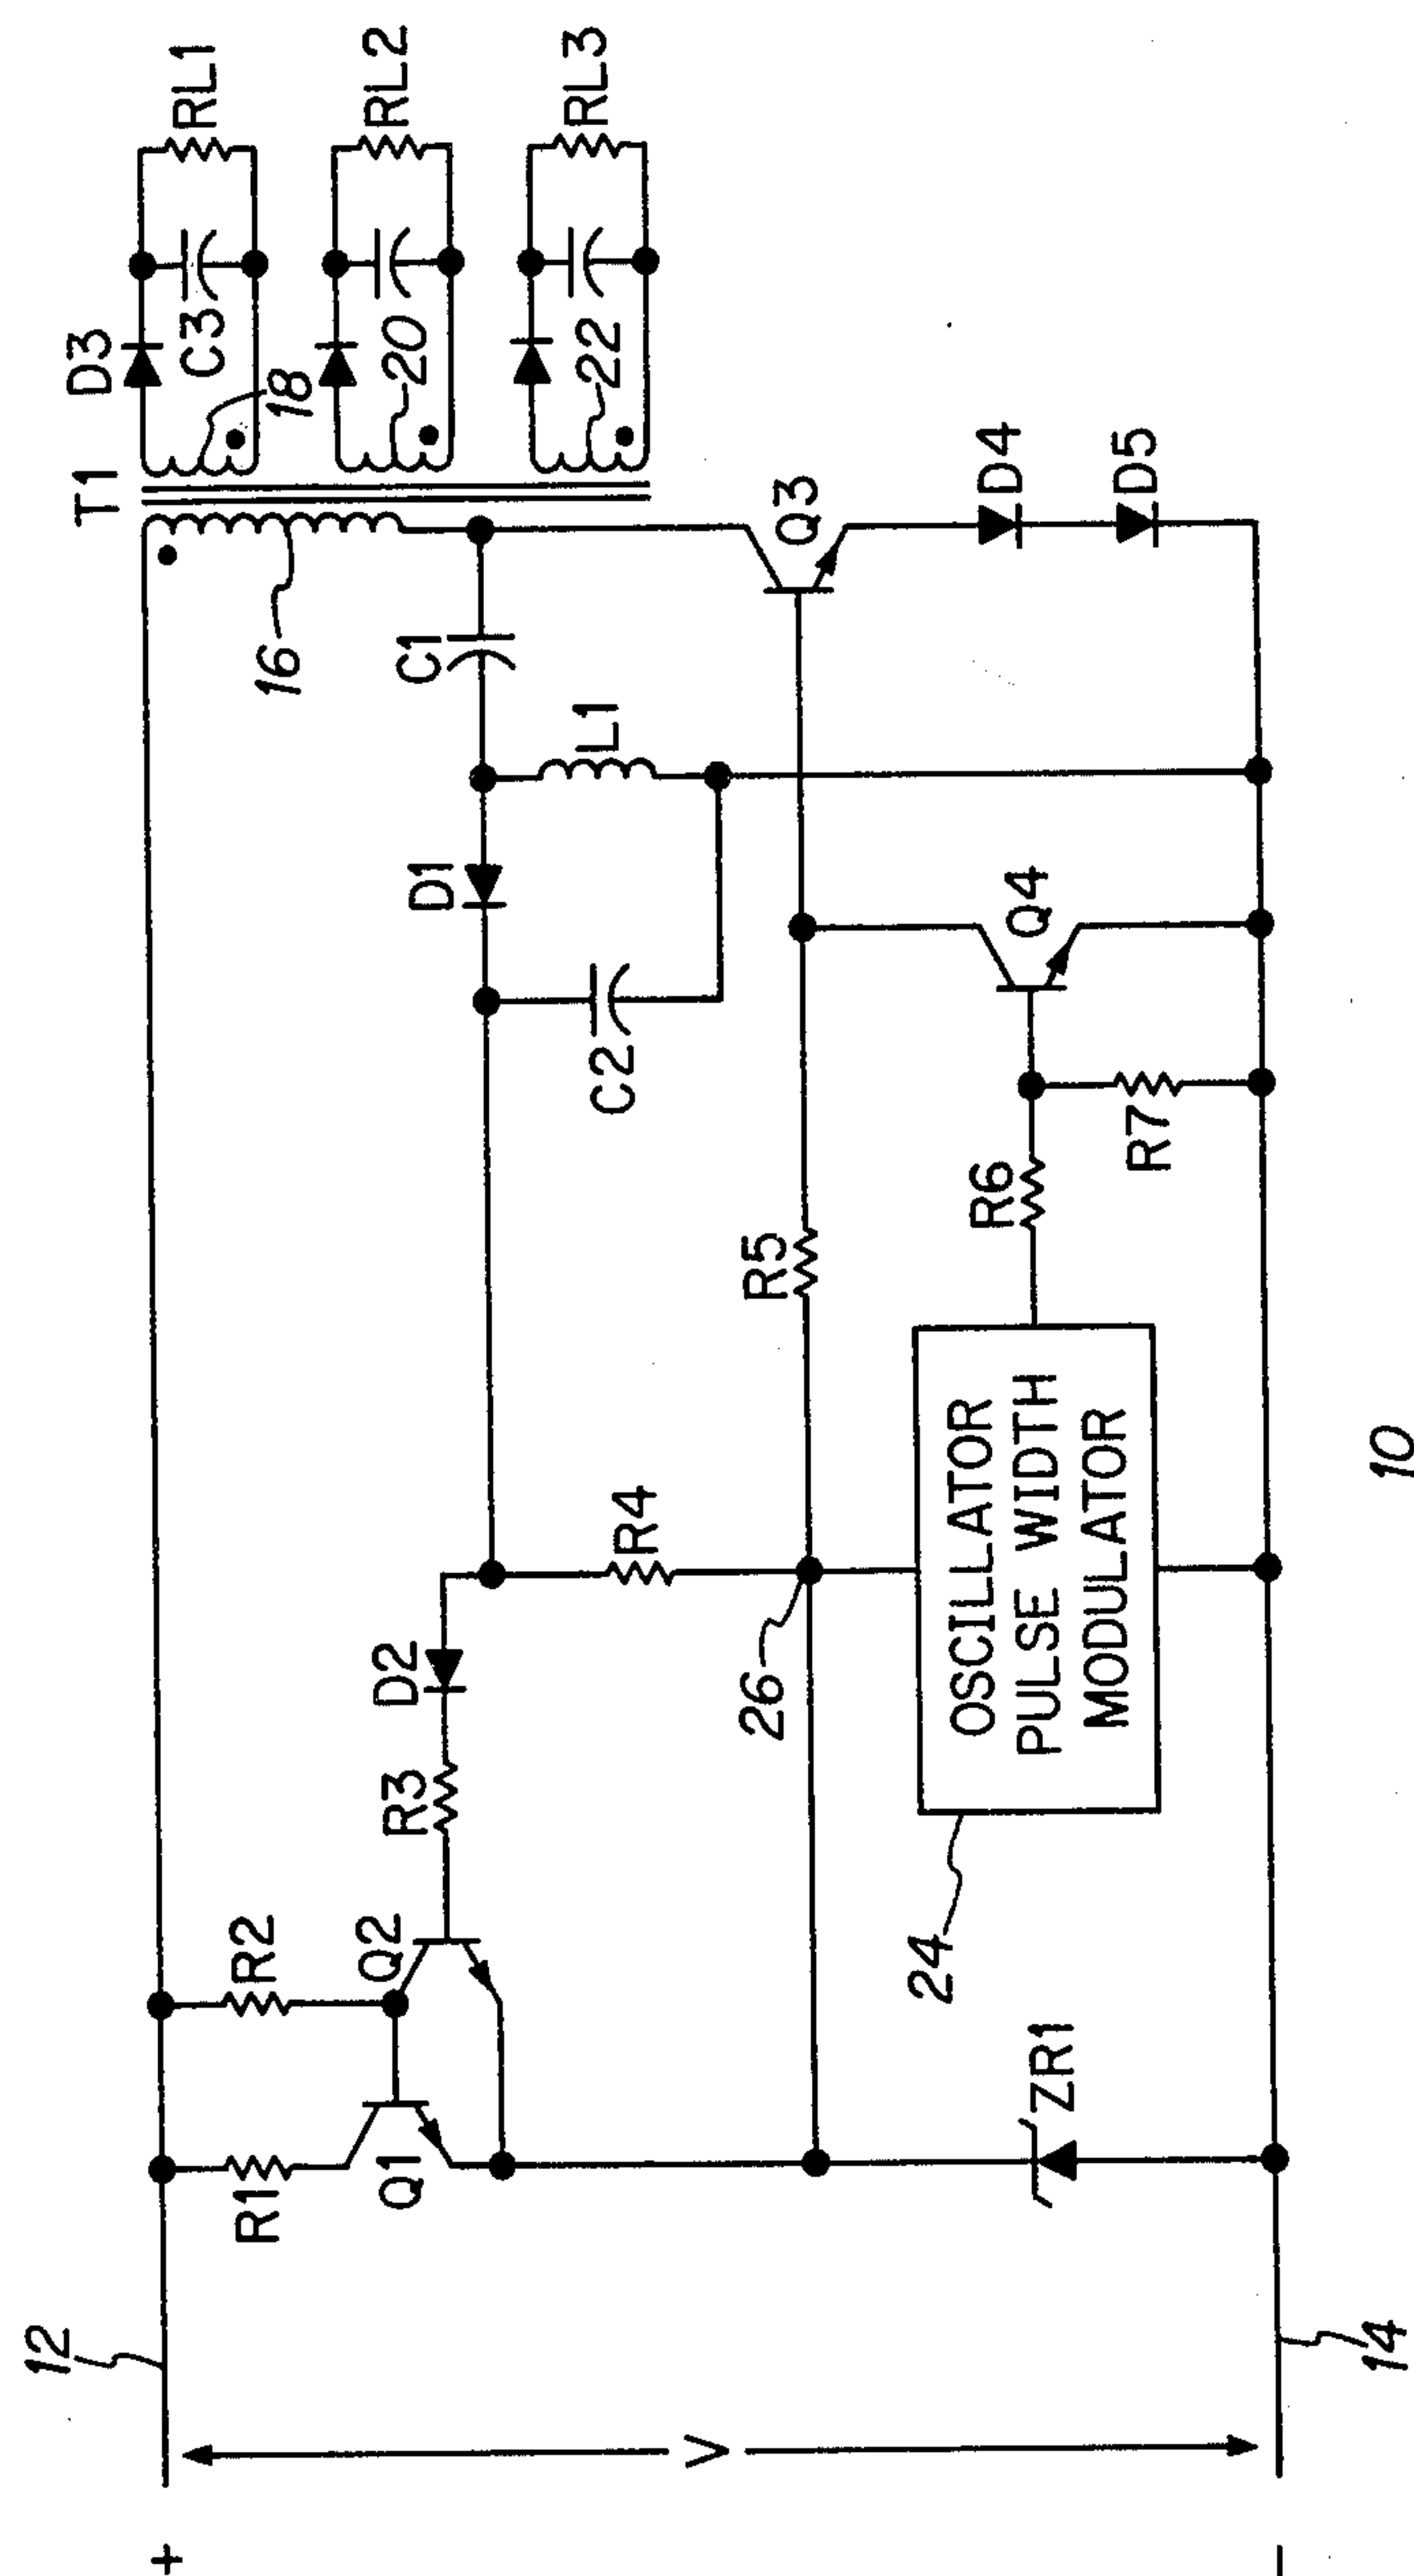 T1
D3
C3
RL1
18
RL2
20
RL3
22
16
C1
L1
D1
C2
Q3
D4
D5
Q4
R5
R6
R7
R4
D2
R3
Q2
R2
R1
Q1
26
OSCILLATOR
PULSE WIDTH
MODULATOR
24
ZR1
12
14
+
V
−
10